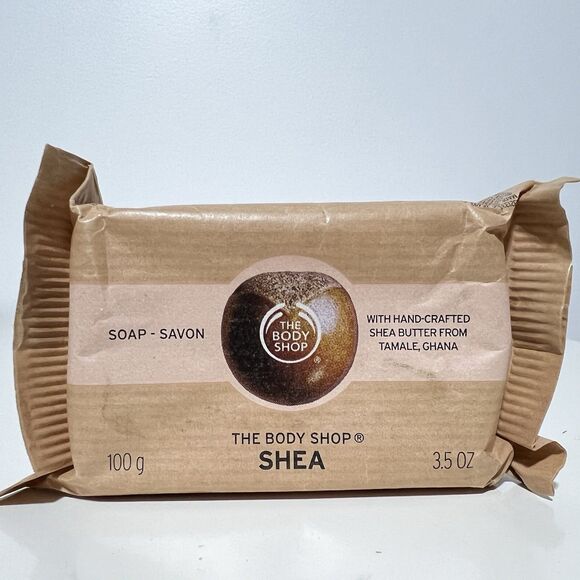 SOAP - SAVON
THE
BODY
SHOP
®
WITH HAND-CRAFTED
SHEA BUTTER FROM
TAMALE, GHANA
THE BODY SHOP®
SHEA
100 g
3.5 OZ